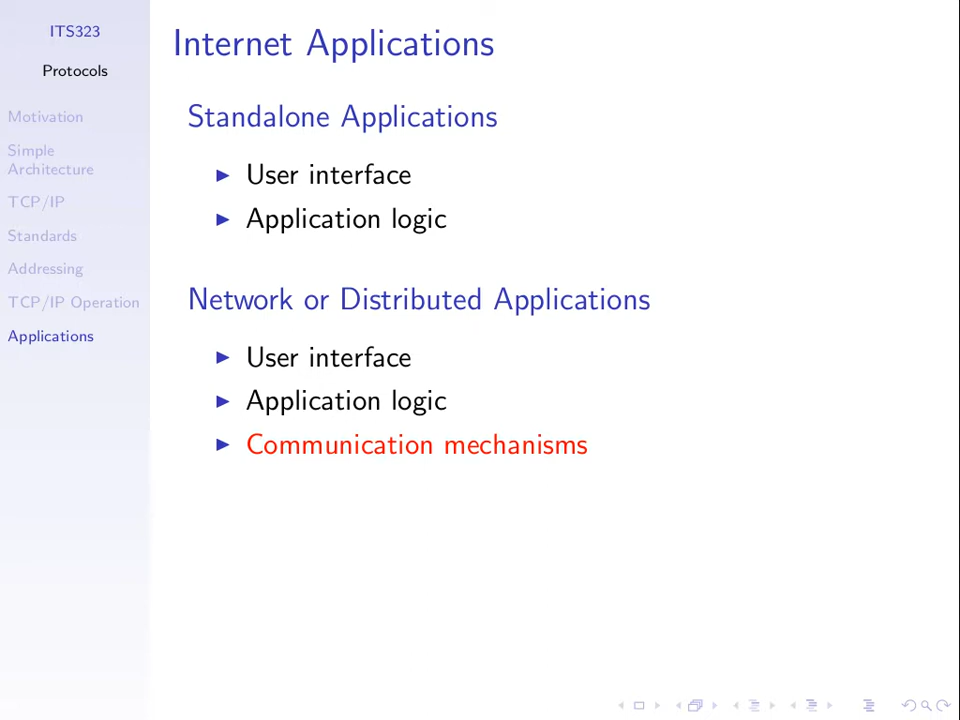 ITS323
Protocols
Motivation
Simple
Architecture
TCP/IP
Standards
Addressing
TCP/IP Operation
Applications
Internet Applications
Standalone Applications
User interface
Application logic
Network or Distributed Applications
User interface
Application logic
Communication mechanisms